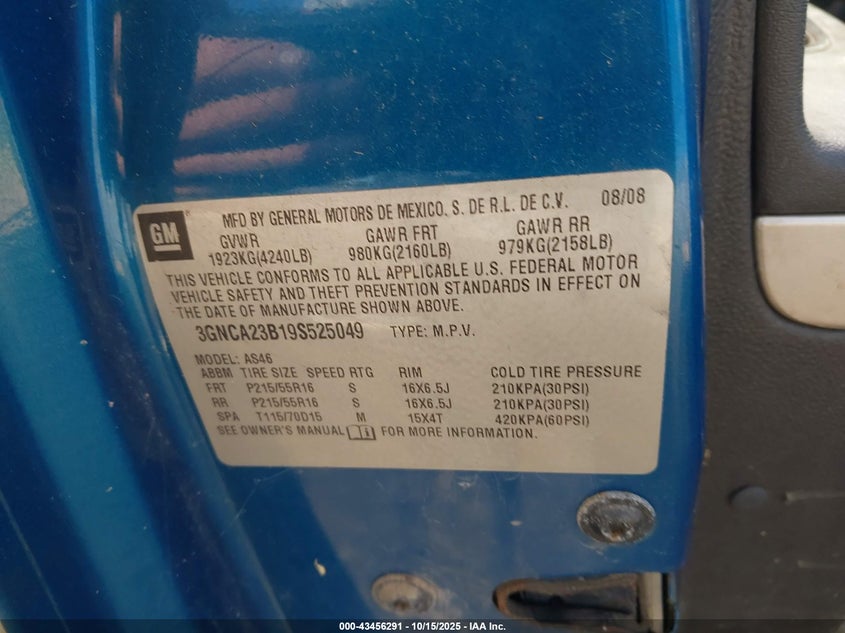 GM
MFD BY GENERAL MOTORS DE MEXICO, S. DE R.L. DE C.V. 08/08
GVWR GAWR FRT GAWR RR
1923KG(4240LB) 980KG(2160LB) 979KG(2158LB)
THIS VEHICLE CONFORMS TO ALL APPLICABLE U.S. FEDERAL MOTOR
VEHICLE SAFETY AND THEFT PREVENTION STANDARDS IN EFFECT ON
THE DATE OF MANUFACTURE SHOWN ABOVE.
3GNCA23B19S525049 TYPE: M.P.V.
MODEL: AS46
ABBM TIRE SIZE SPEED RTG RIM COLD TIRE PRESSURE
FRT P215/55R16 S 16X6.5J 210KPA(30PSI)
RR P215/55R16 S 16X6.5J 210KPA(30PSI)
SPA T115/70D15 M 15X4T 420KPA(60PSI)
SEE OWNER'S MANUAL FOR MORE INFORMATION.
000-43456291 - 10/15/2025 - IAA Inc.